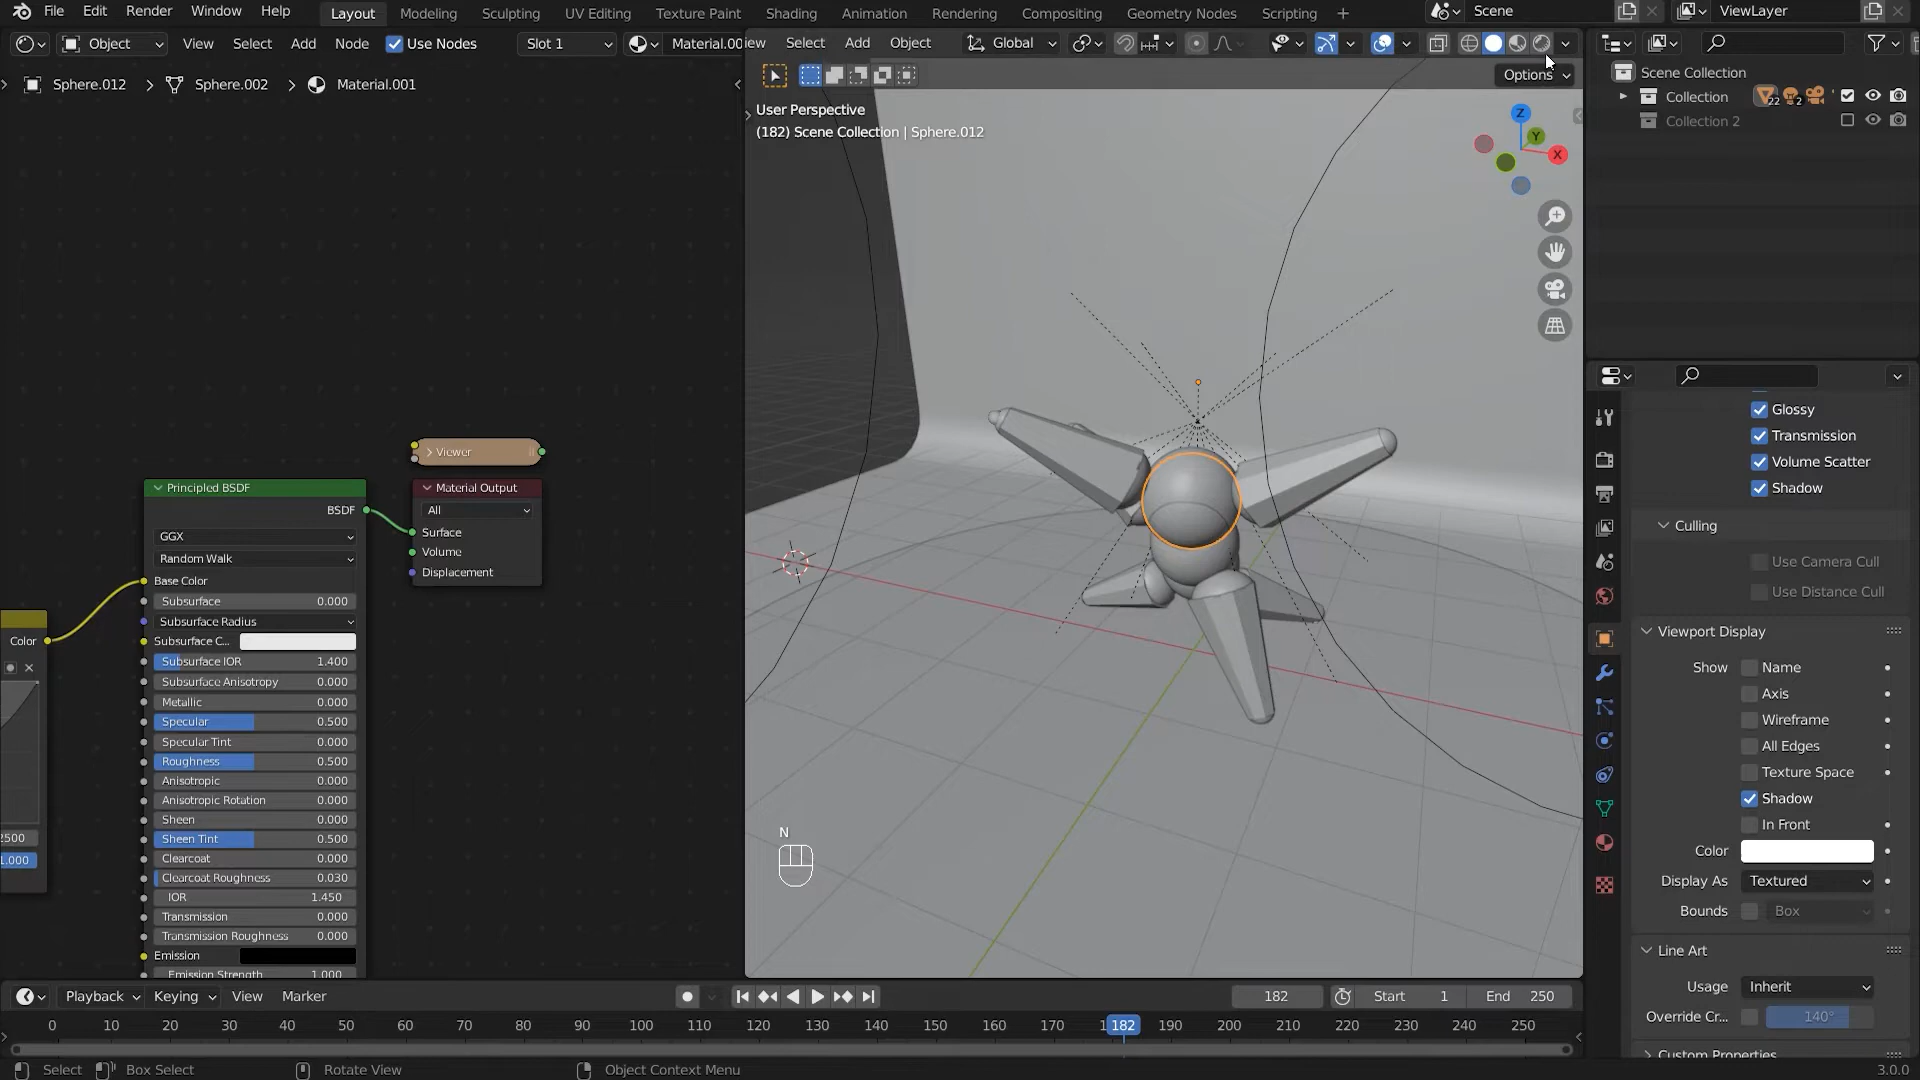 File Edit Render Window Help Layout Modeling Sculpting UV Editing Texture Paint Shading Animation Rendering Compositing Geometry Nodes Scripting + Scene ViewLayer
Object View Select Add Node Use Nodes Slot 1 Material.00
ew Select Add Object Global
Options
Sphere.012 > Sphere.002 > Material.001
User Perspective
(182) Scene Collection | Sphere.012
Z
Y
X
Scene Collection
Collection 22 2
Collection 2
Viewer
Principled BSDF
BSDF
GGX
Random Walk
Base Color
Subsurface 0.000
Subsurface Radius
Subsurface C...
Subsurface IOR 1.400
Subsurface Anisotropy 0.000
Metallic 0.000
Specular 0.500
Specular Tint 0.000
Roughness 0.500
Anisotropic 0.000
Anisotropic Rotation 0.000
Sheen 0.000
Sheen Tint 0.500
Clearcoat 0.000
Clearcoat Roughness 0.030
IOR 1.450
Transmission 0.000
Transmission Roughness 0.000
Emission
Emission Strength 1.000
Material Output
All
Surface
Volume
Displacement
Color
2500
1.000
N
Glossy
Transmission
Volume Scatter
Shadow
Culling
Use Camera Cull
Use Distance Cull
Viewport Display
Show Name
Axis
Wireframe
All Edges
Texture Space
Shadow
In Front
Color
Display As Textured
Bounds Box
Line Art
Usage Inherit
Override Cr... 140°
Custom Properties
Playback Keying View Marker 182 Start 1 End 250
0 10 20 30 40 50 60 70 80 90 100 110 120 130 140 150 160 170 182 190 200 210 220 230 240 250
Select Box Select Rotate View Object Context Menu 3.0.0